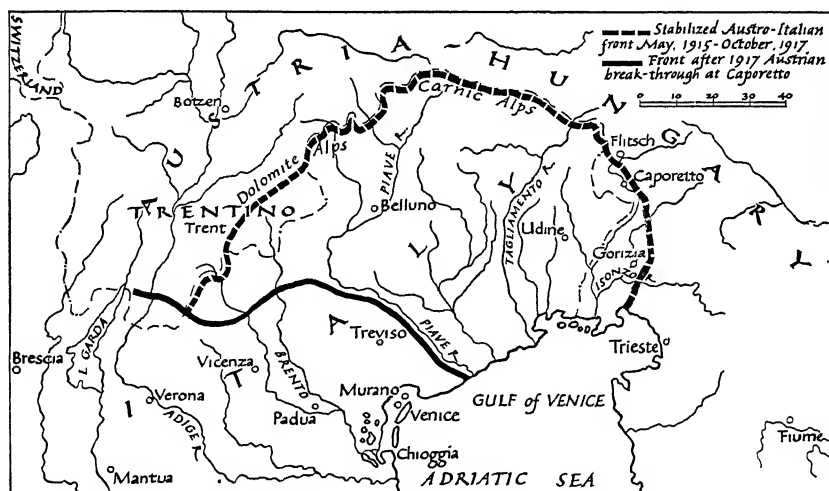 Stabilized Austro-Italian
front May, 1915-October, 1917
Front after 1917 Austrian
break-through at Caporetto
0 10 20 30 40
SWITZERLAND
AUSTRIA-HUNGARY
Botzen
Carnic Alps
Flitsch
Dolomite Alps
PIAVE R.
TAGLIAMENTO R.
Caporetto
TRENTINO
Trent
Belluno
Udine
Gorizia
ISONZO R.
ITALY
L GARDA
Brescia
Treviso
PIAVE R.
Trieste
Vicenza
BRENTO
Verona
ADIGE R.
Murano
Padua
Venice
GULF OF VENICE
Fiume
Chioggia
Mantua
ADRIATIC SEA